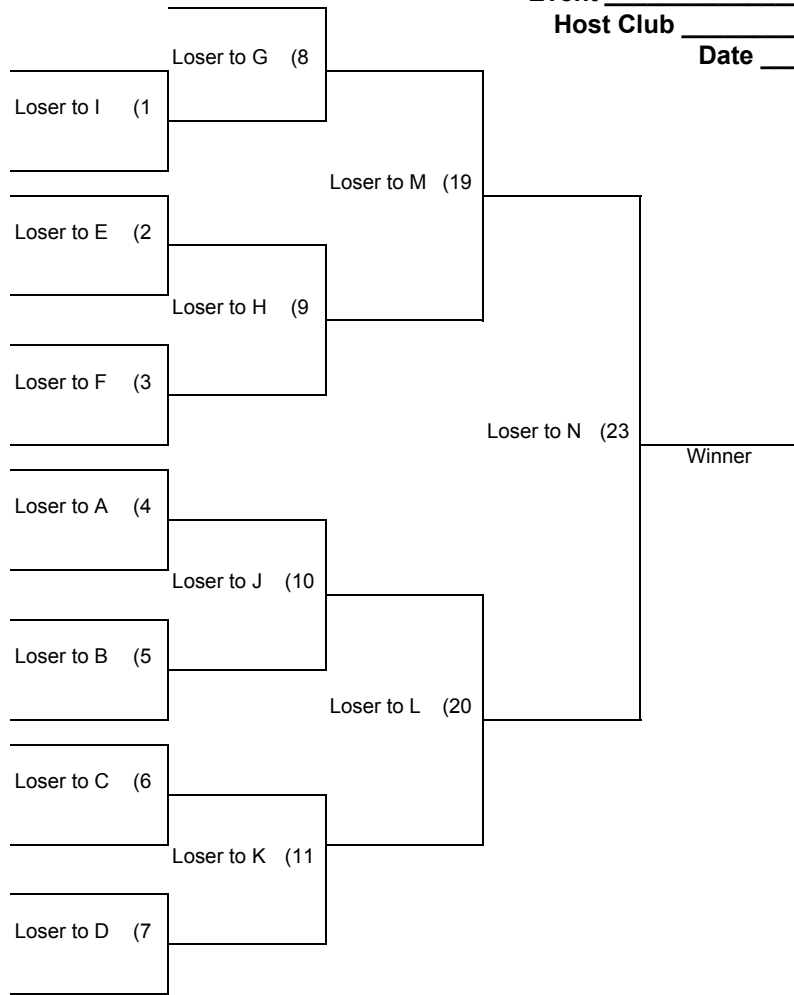 Host Club
Date
Loser to G (8
Loser to I (1
Loser to M (19
Loser to E (2
Loser to H (9
Loser to F (3
Loser to N (23
Winner
Loser to A (4
Loser to J (10
Loser to B (5
Loser to L (20
Loser to C (6
Loser to K (11
Loser to D (7